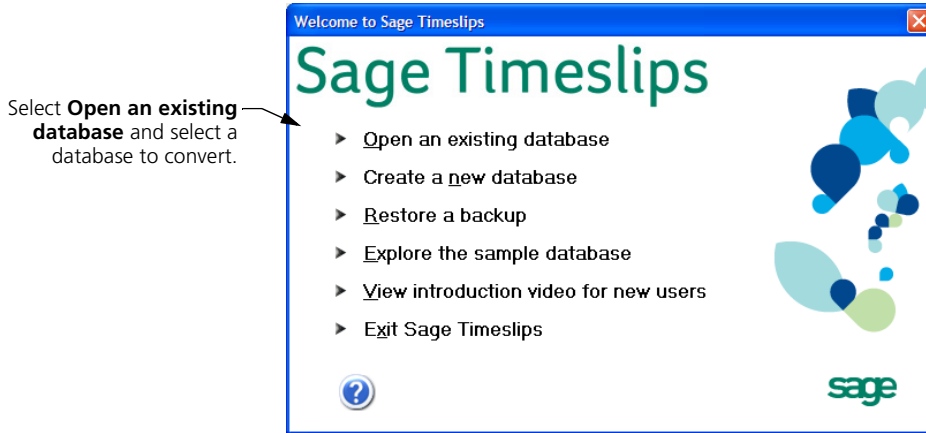 Welcome to Sage Timeslips
Sage Timeslips
Select Open an existing
database and select a
database to convert.
Open an existing database
Create a new database
Restore a backup
Explore the sample database
View introduction video for new users
Exit Sage Timeslips
?
sage